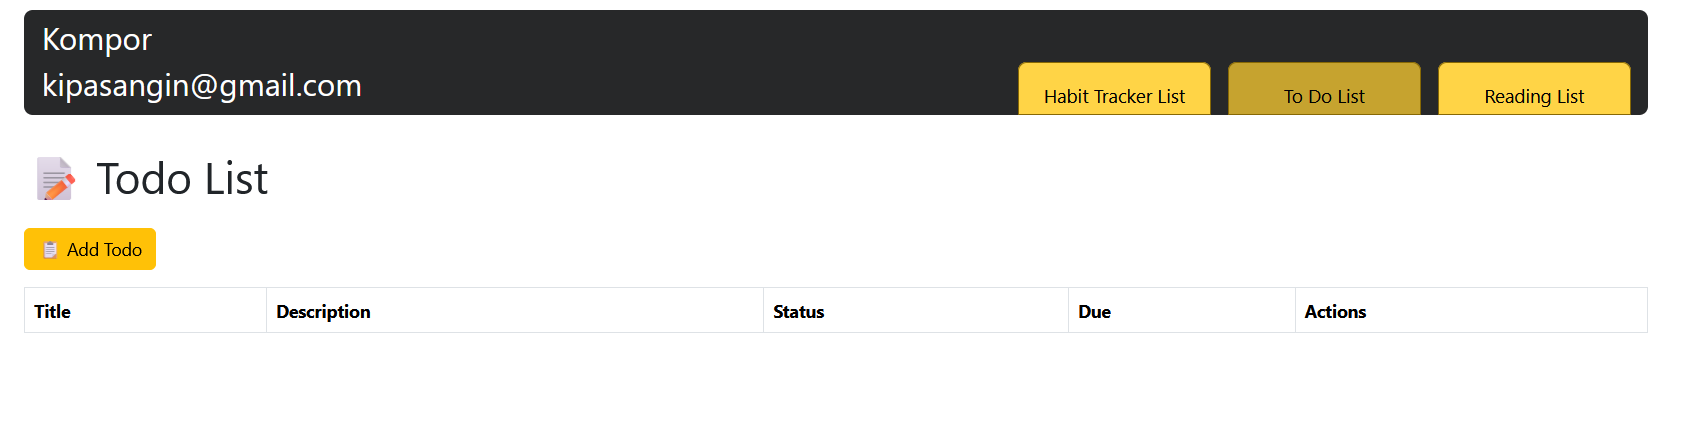 Kompor
kipasangin@gmail.com
Habit Tracker List
To Do List
Reading List
Todo List
Add Todo
Title Description Status Due Actions